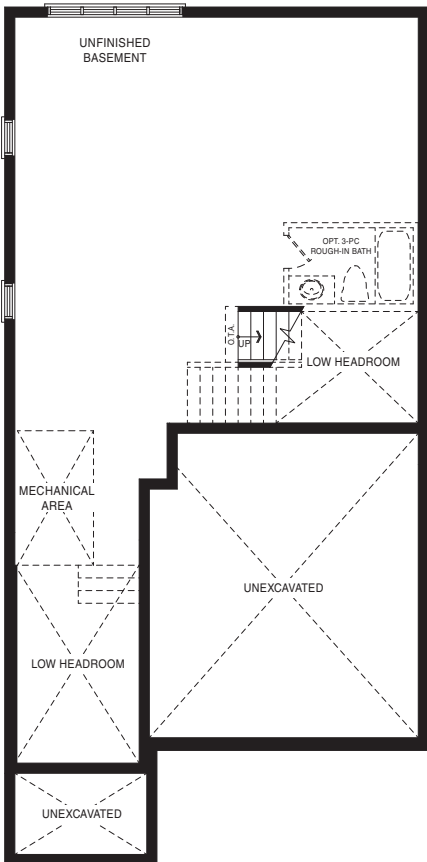 UNFINISHED
BASEMENT
OPT. 3-PC
ROUGH-IN BATH
O.T.A.
UP
LOW HEADROOM
MECHANICAL
AREA
UNEXCAVATED
LOW HEADROOM
UNEXCAVATED